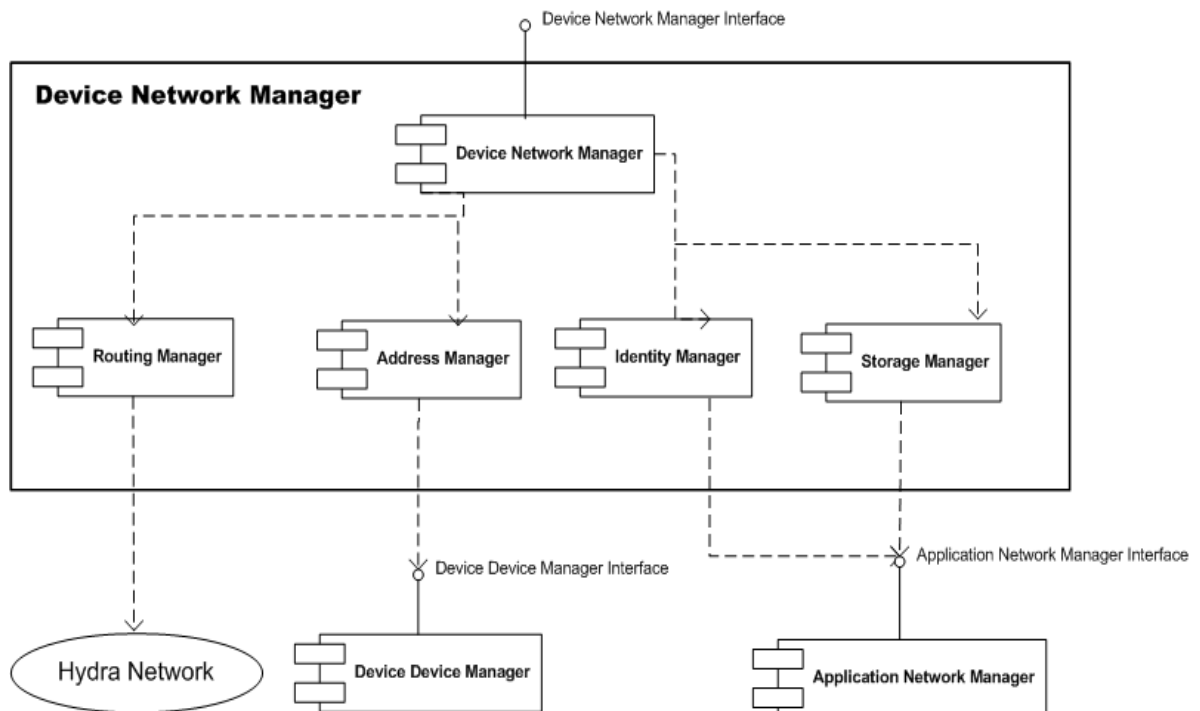 Device Network Manager Interface
Device Network Manager
Device Network Manager
Routing Manager
Address Manager
Identity Manager
Storage Manager
Application Network Manager Interface
Device Device Manager Interface
Hydra Network
Device Device Manager
Application Network Manager